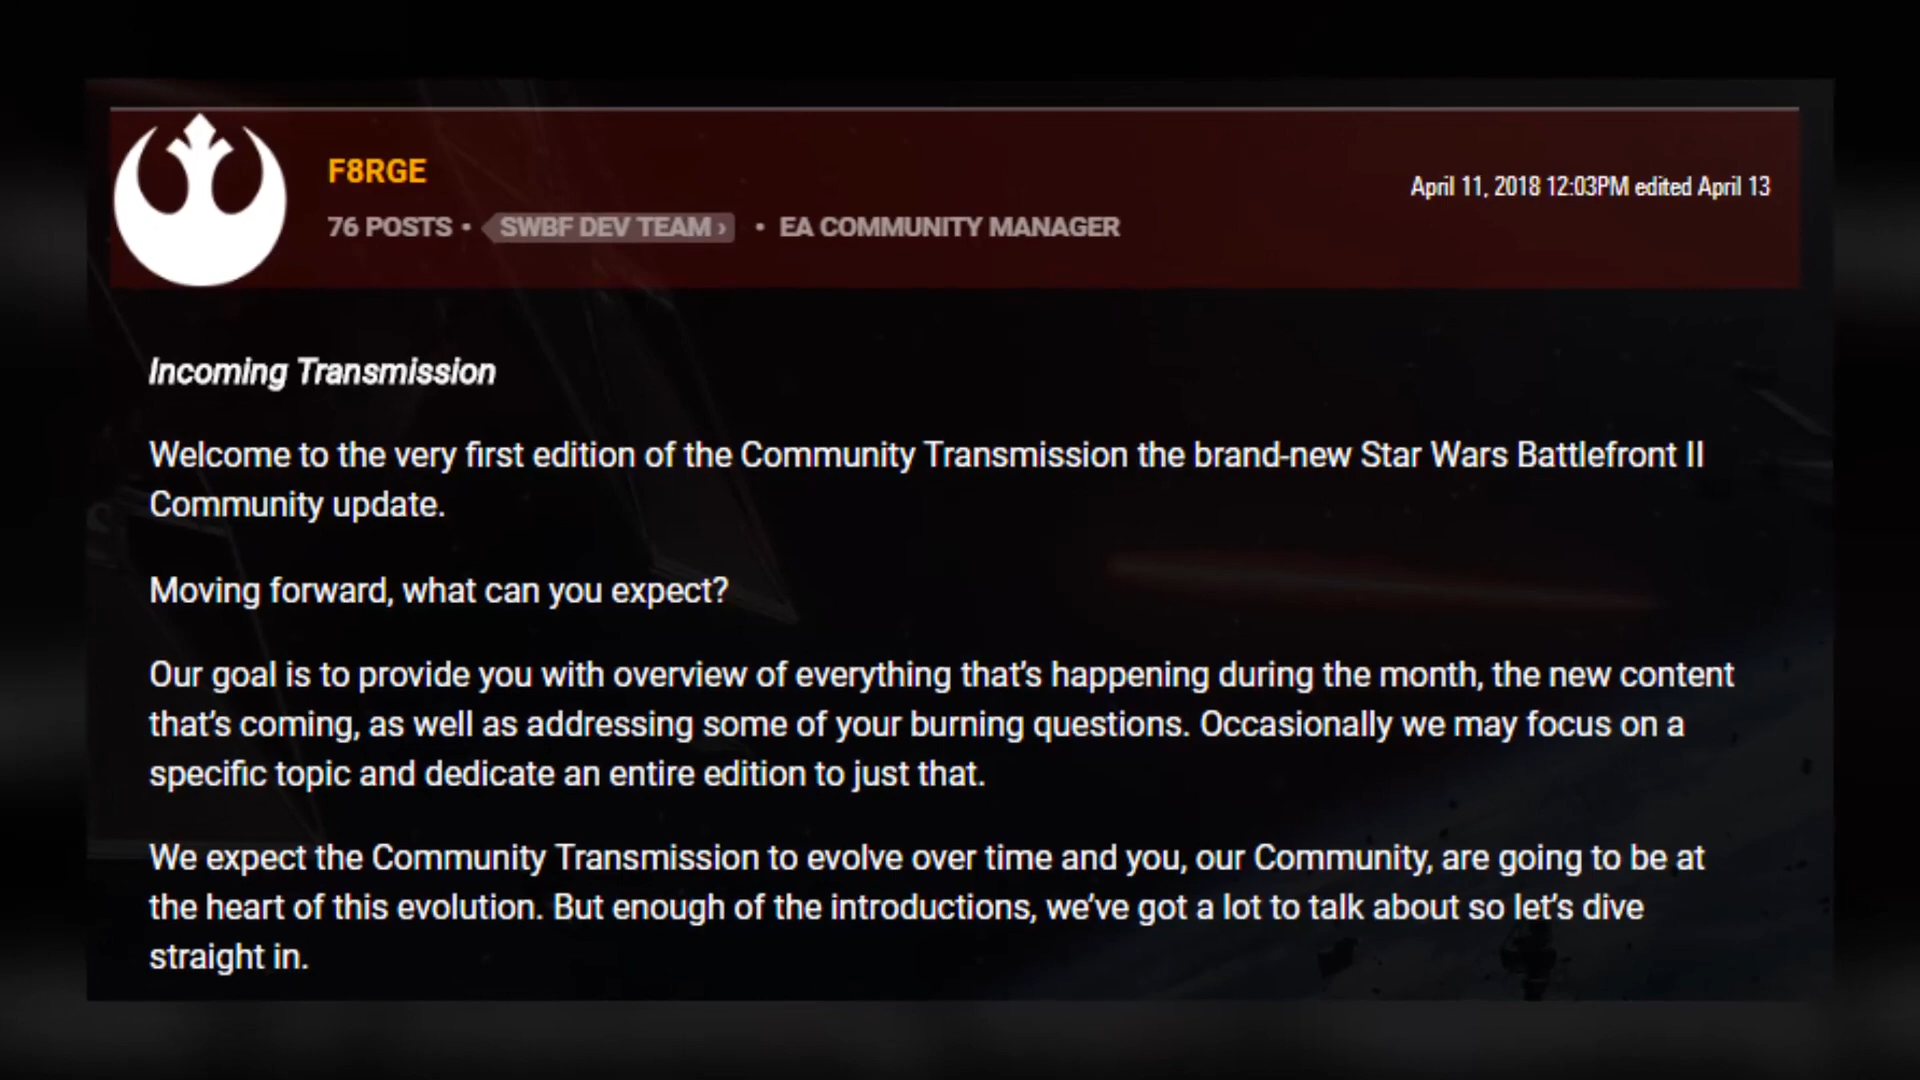 F8RGE
April 11, 2018 12:03PM edited April 13
76 POSTS • SWBF DEV TEAM › • EA COMMUNITY MANAGER
Incoming Transmission
Welcome to the very first edition of the Community Transmission the brand-new Star Wars Battlefront II
Community update.
Moving forward, what can you expect?
Our goal is to provide you with overview of everything that’s happening during the month, the new content
that’s coming, as well as addressing some of your burning questions. Occasionally we may focus on a
specific topic and dedicate an entire edition to just that.
We expect the Community Transmission to evolve over time and you, our Community, are going to be at
the heart of this evolution. But enough of the introductions, we’ve got a lot to talk about so let’s dive
straight in.